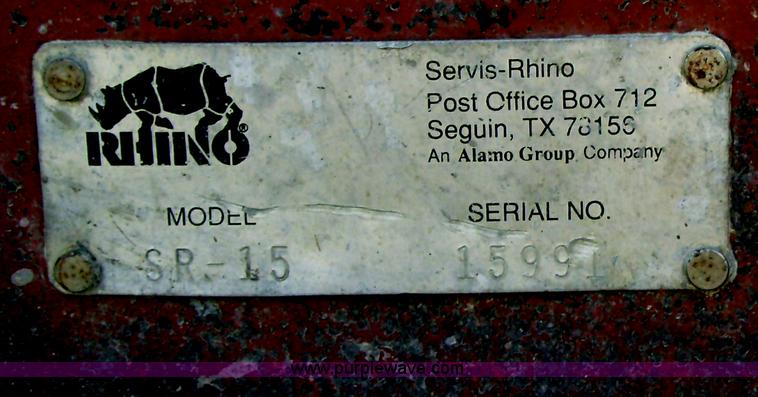 RHINO®
Servis-Rhino
Post Office Box 712
Seguin, TX 78156
An Alamo Group Company
MODEL
SERIAL NO.
SR-15
15991
www.purplewave.com